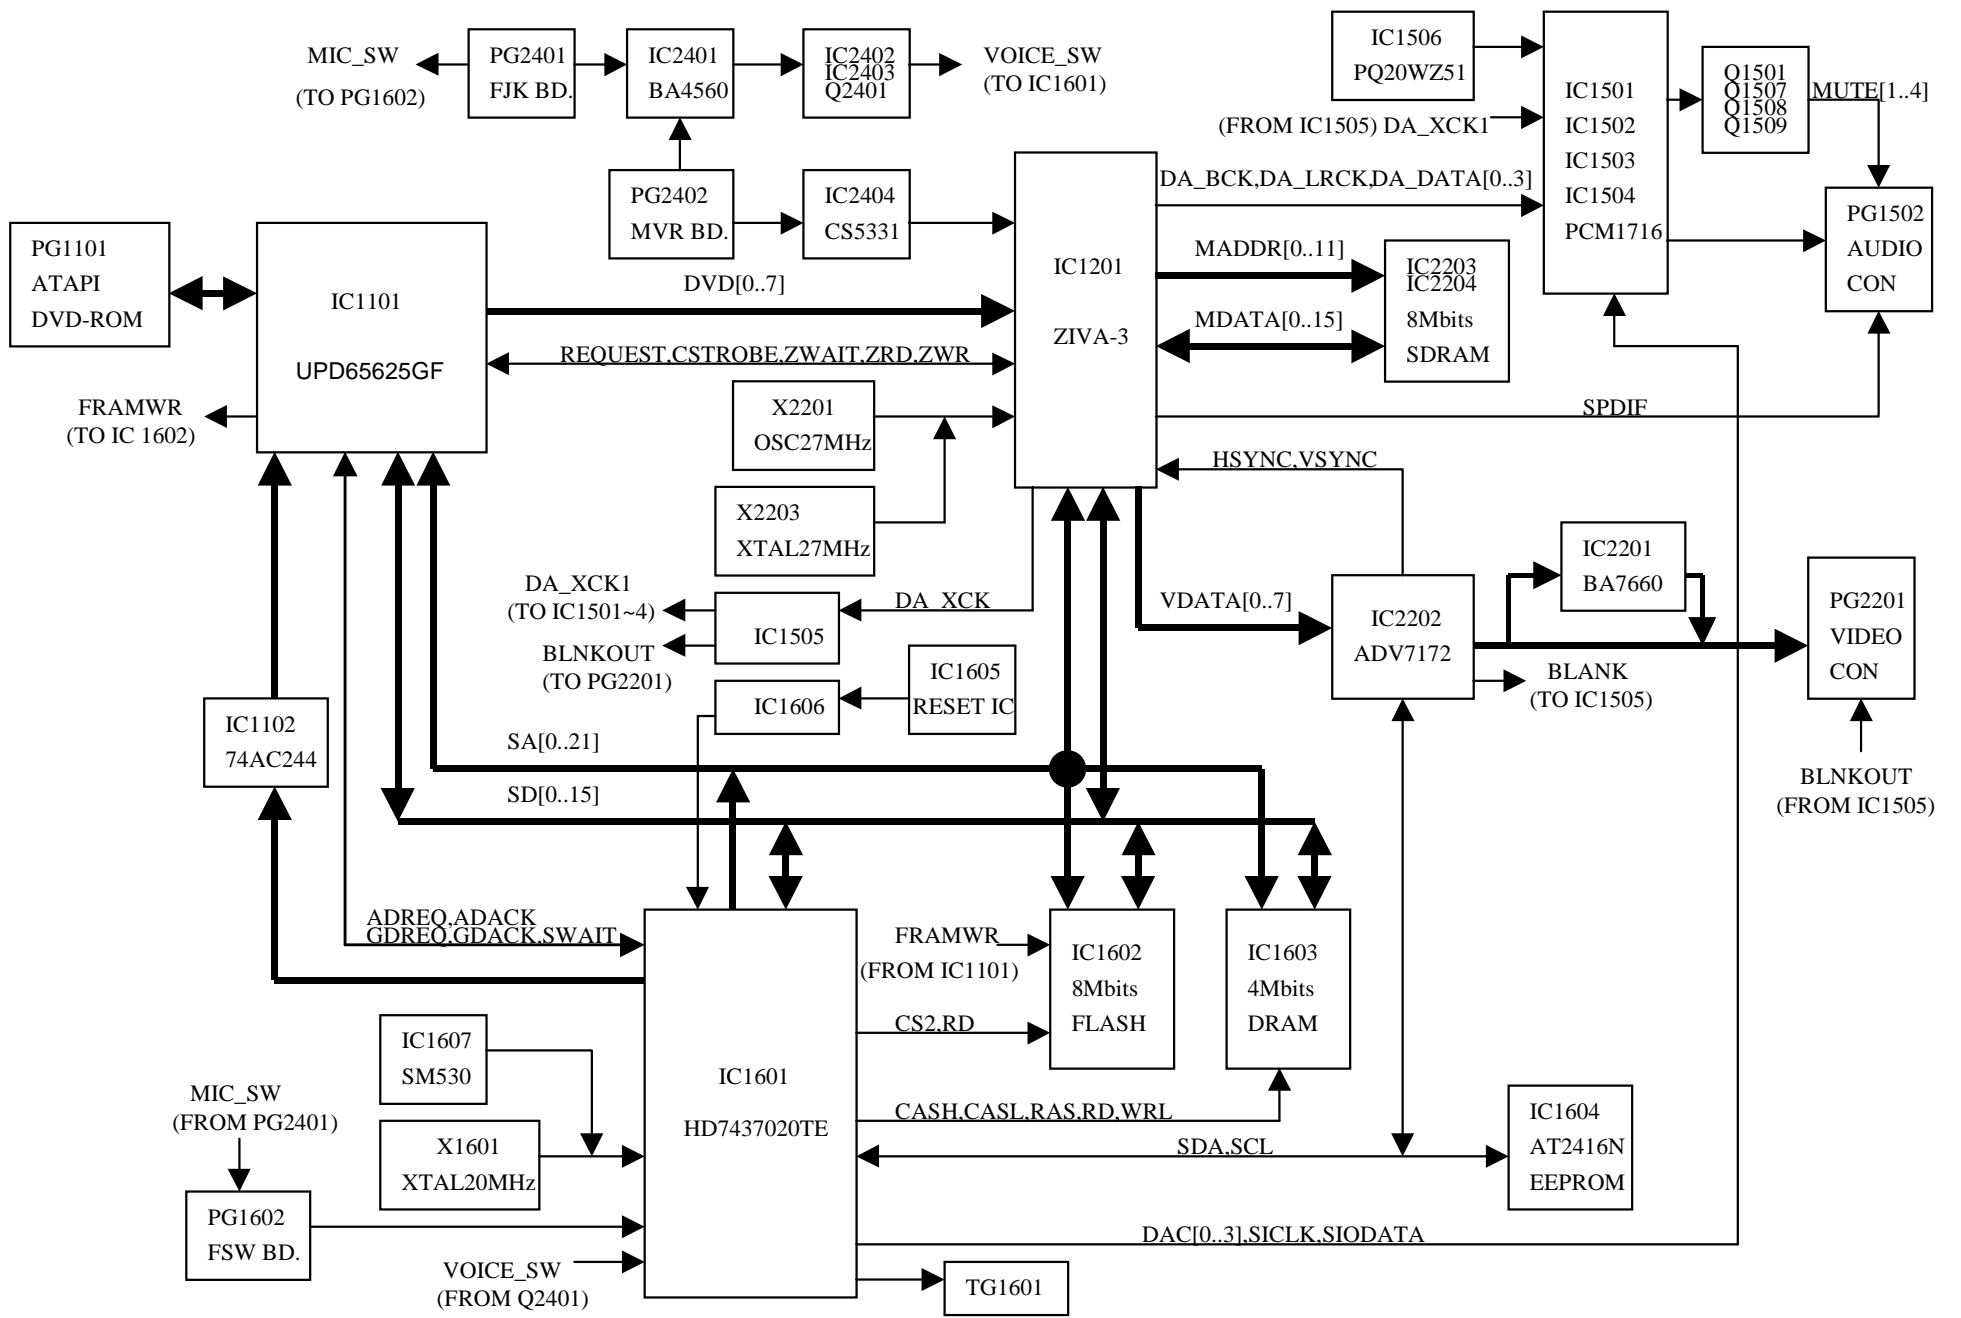 MIC_SW
(TO PG1602)
PG2401
FJK BD.
IC2401
BA4560
IC2402
IC2403
Q2401
VOICE_SW
(TO IC1601)
IC1506
PQ20WZ51
(FROM IC1505) DA_XCK1
IC1501
IC1502
IC1503
IC1504
PCM1716
Q1501
Q1507
Q1508
Q1509
MUTE[1..4]
PG1502
AUDIO
CON
PG2402
MVR BD.
IC2404
CS5331
DA_BCK,DA_LRCK,DA_DATA[0..3]
PG1101
ATAPI
DVD-ROM
IC1101
UPD65625GF
DVD[0..7]
REQUEST,CSTROBE,ZWAIT,ZRD,ZWR
IC1201
ZIVA-3
MADDR[0..11]
MDATA[0..15]
IC2203
IC2204
8Mbits
SDRAM
SPDIF
FRAMWR
(TO IC 1602)
X2201
OSC27MHz
X2203
XTAL27MHz
HSYNC,VSYNC
DA_XCK1
(TO IC1501~4)
BLNKOUT
(TO PG2201)
IC1505
DA_XCK
VDATA[0..7]
IC2202
ADV7172
IC2201
BA7660
PG2201
VIDEO
CON
BLANK
(TO IC1505)
BLNKOUT
(FROM IC1505)
IC1606
IC1605
RESET IC
IC1102
74AC244
SA[0..21]
SD[0..15]
ADREQ,ADACK
GDREQ,GDACK,SWAIT
IC1601
HD7437020TE
FRAMWR
(FROM IC1101)
CS2,RD
IC1602
8Mbits
FLASH
IC1603
4Mbits
DRAM
CASH,CASL,RAS,RD,WRL
SDA,SCL
IC1604
AT2416N
EEPROM
DAC[0..3],SICLK,SIODATA
IC1607
SM530
X1601
XTAL20MHz
MIC_SW
(FROM PG2401)
PG1602
FSW BD.
VOICE_SW
(FROM Q2401)
TG1601